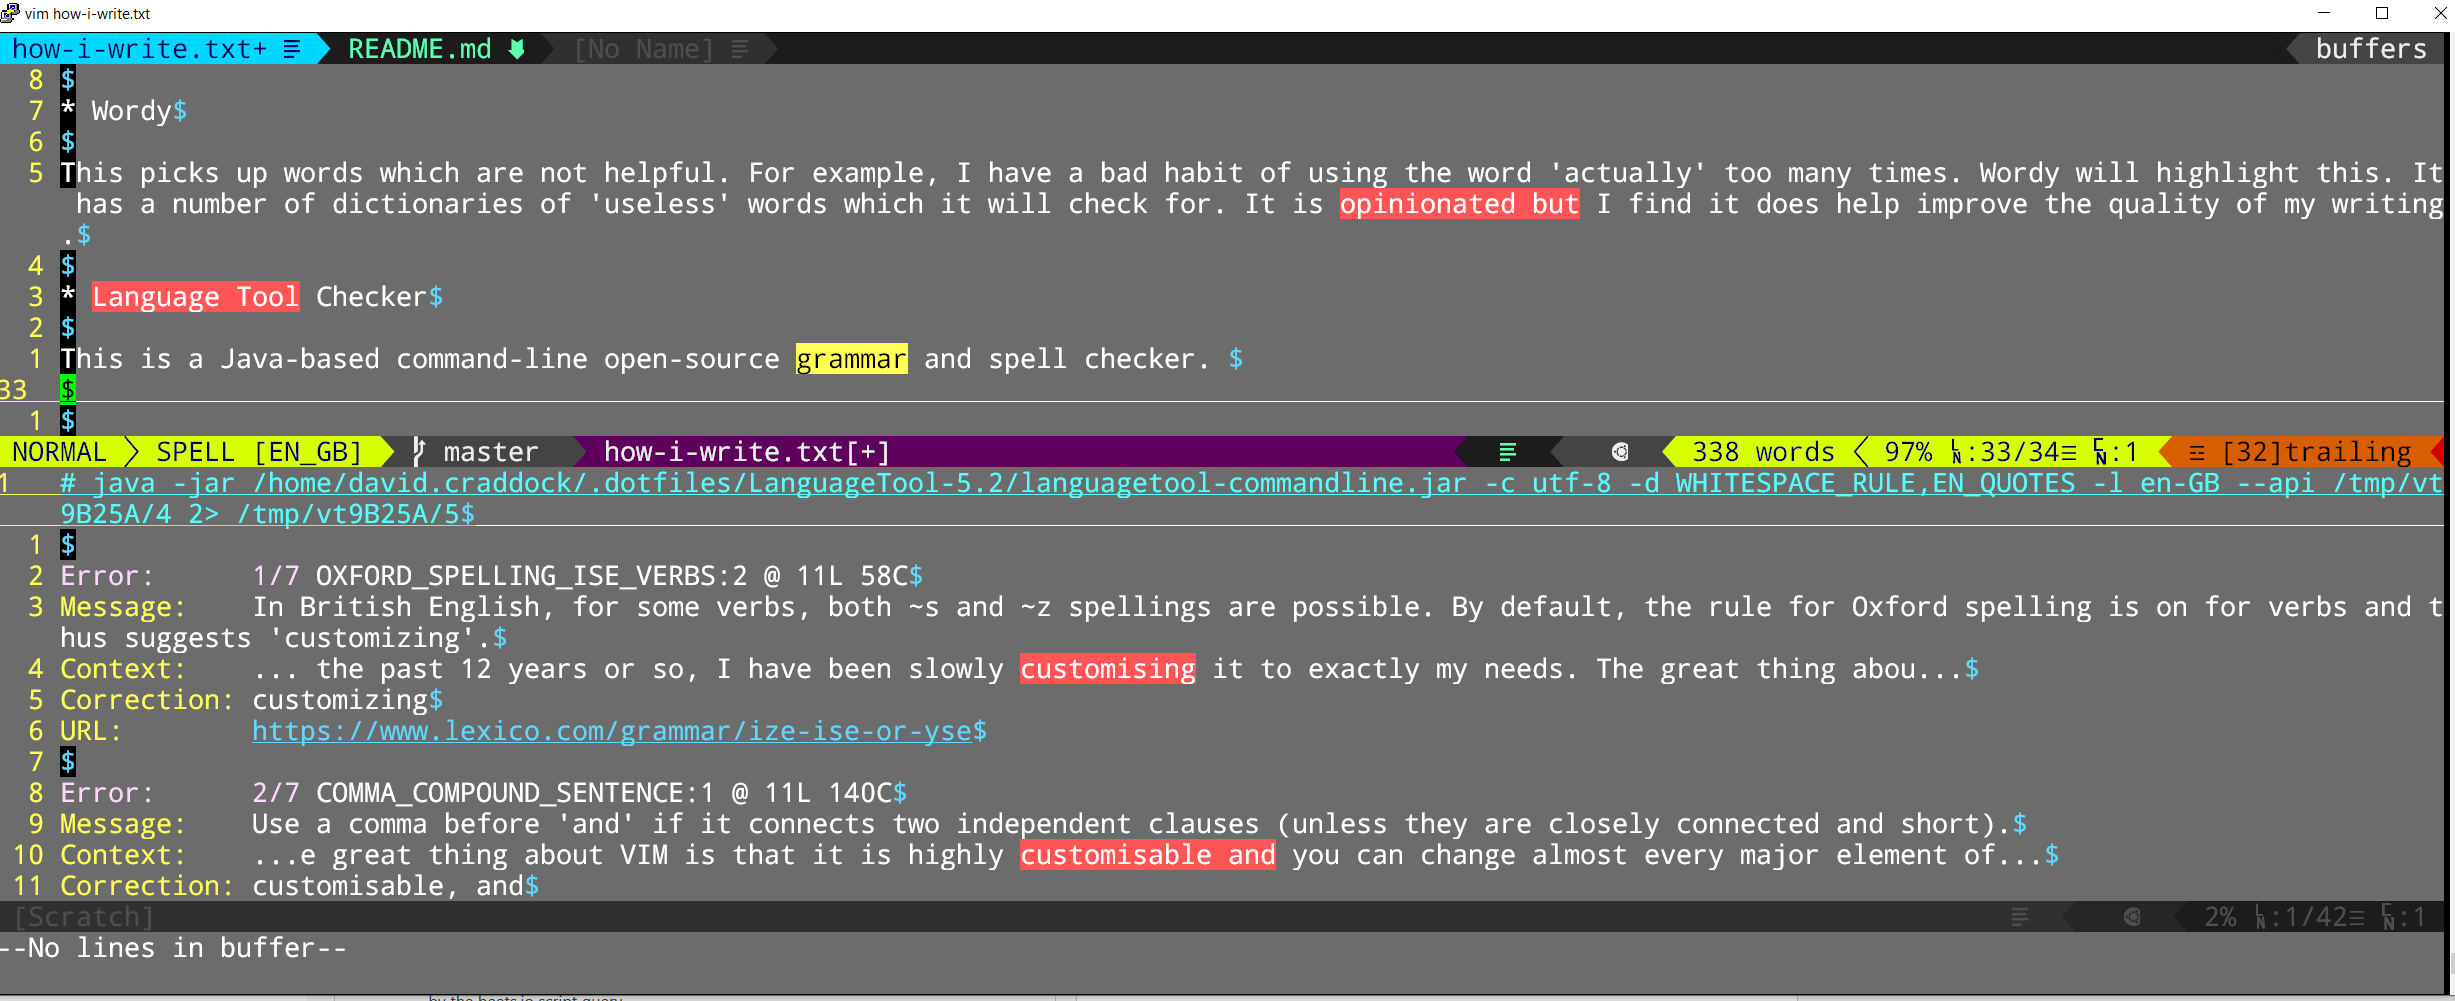 vim how-i-write.txt
how-i-write.txt+ README.md [No Name] buffers
8 $
7 * Wordy$
6 $
5 This picks up words which are not helpful. For example, I have a bad habit of using the word 'actually' too many times. Wordy will highlight this. It
has a number of dictionaries of 'useless' words which it will check for. It is opinionated but I find it does help improve the quality of my writing
.$
4 $
3 * Language Tool Checker$
2 $
1 This is a Java-based command-line open-source grammar and spell checker. $
33 $
1 $
NORMAL SPELL [EN_GB] master how-i-write.txt[+] 338 words 97% LN:33/34≡ CN:1 ☲ [32]trailing
1 # java -jar /home/david.craddock/.dotfiles/LanguageTool-5.2/languagetool-commandline.jar -c utf-8 -d WHITESPACE_RULE,EN_QUOTES -l en-GB --api /tmp/vt
9B25A/4 2> /tmp/vt9B25A/5$
1 $
2 Error: 1/7 OXFORD_SPELLING_ISE_VERBS:2 @ 11L 58C$
3 Message: In British English, for some verbs, both ~s and ~z spellings are possible. By default, the rule for Oxford spelling is on for verbs and t
hus suggests 'customizing'.$
4 Context: ... the past 12 years or so, I have been slowly customising it to exactly my needs. The great thing abou...$
5 Correction: customizing$
6 URL: https://www.lexico.com/grammar/ize-ise-or-yse$
7 $
8 Error: 2/7 COMMA_COMPOUND_SENTENCE:1 @ 11L 140C$
9 Message: Use a comma before 'and' if it connects two independent clauses (unless they are closely connected and short).$
10 Context: ...e great thing about VIM is that it is highly customisable and you can change almost every major element of...$
11 Correction: customisable, and$
[Scratch] 2% LN:1/42≡ CN:1
--No lines in buffer--